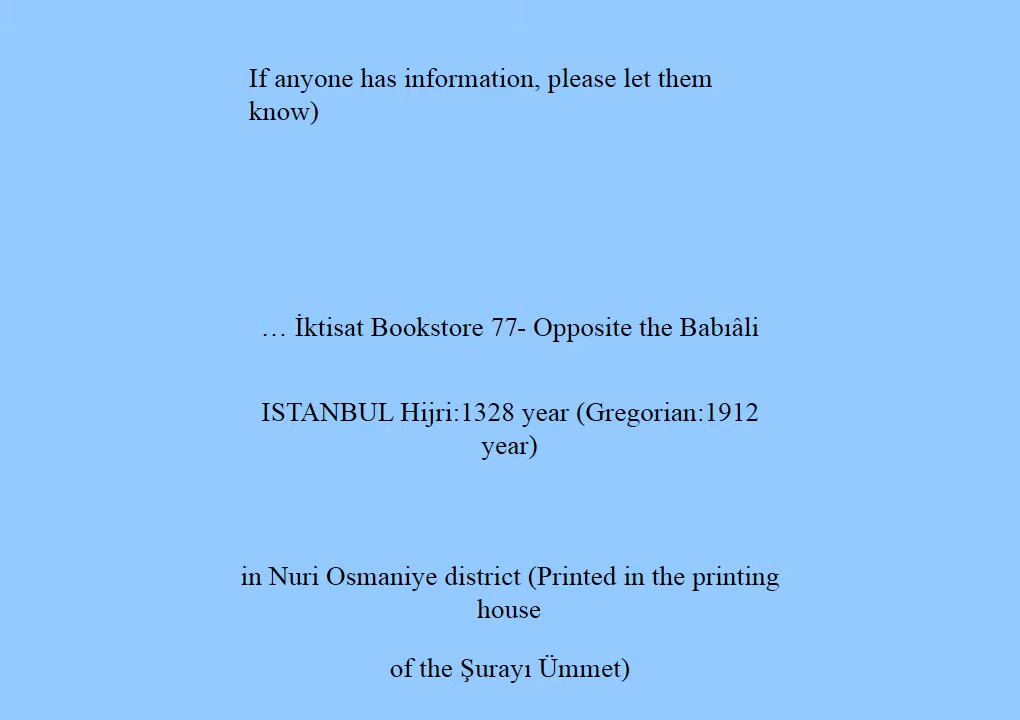 If anyone has information, please let them
know)
… İktisat Bookstore 77- Opposite the Babıâli
ISTANBUL Hijri:1328 year (Gregorian:1912
year)
in Nuri Osmaniye district (Printed in the printing
house
of the Şurayı Ümmet)